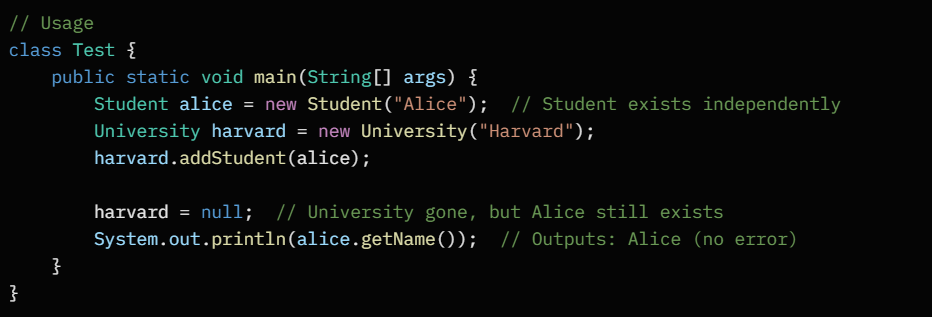 // Usage
class Test {
    public static void main(String[] args) {
        Student alice = new Student("Alice");  // Student exists independently
        University harvard = new University("Harvard");
        harvard.addStudent(alice);

        harvard = null;  // University gone, but Alice still exists
        System.out.println(alice.getName());  // Outputs: Alice (no error)
    }
}